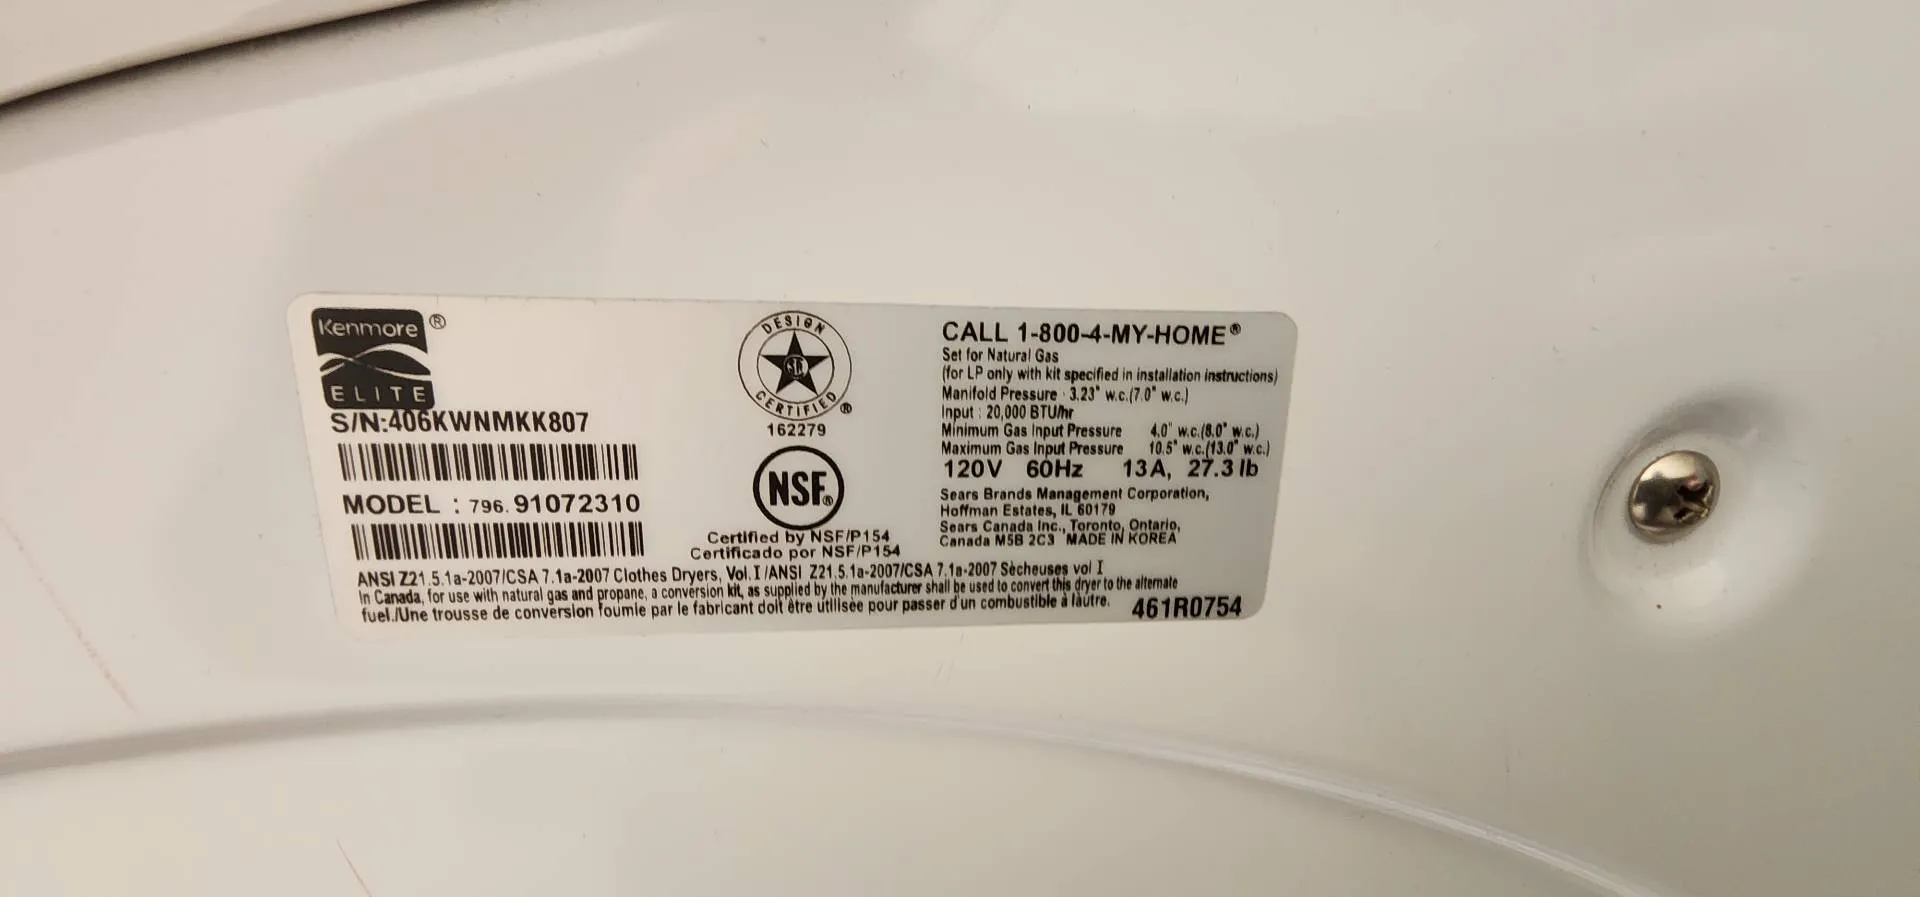 Kenmore ®
ELITE
S/N:406KWNMKK807
MODEL : 796.91072310
DESIGN
CERTIFIED ®
162279
NSF®
Certified by NSF/P154
Certificado por NSF/P154
CALL 1-800-4-MY-HOME®
Set for Natural Gas
(for LP only with kit specified in installation instructions)
Manifold Pressure : 3.23" w.c.(7.0" w.c.)
Input : 20,000 BTU/hr
Minimum Gas Input Pressure 4.0" w.c.(8.0" w.c.)
Maximum Gas Input Pressure 10.5" w.c.(13.0" w.c.)
120V 60Hz 13A, 27.3 lb
Sears Brands Management Corporation,
Hoffman Estates, IL 60179
Sears Canada Inc., Toronto, Ontario,
Canada M5B 2C3 MADE IN KOREA
ANSI Z21.5.1a-2007/CSA 7.1a-2007 Clothes Dryers, Vol.I /ANSI Z21.5.1a-2007/CSA 7.1a-2007 Sècheuses vol I
In Canada, for use with natural gas and propane, a conversion kit, as supplied by the manufacturer shall be used to convert this dryer to the alternate
fuel./Une trousse de conversion foumie par le fabricant doit être utilisèe pour passer d'un combustible à làutre.
461R0754